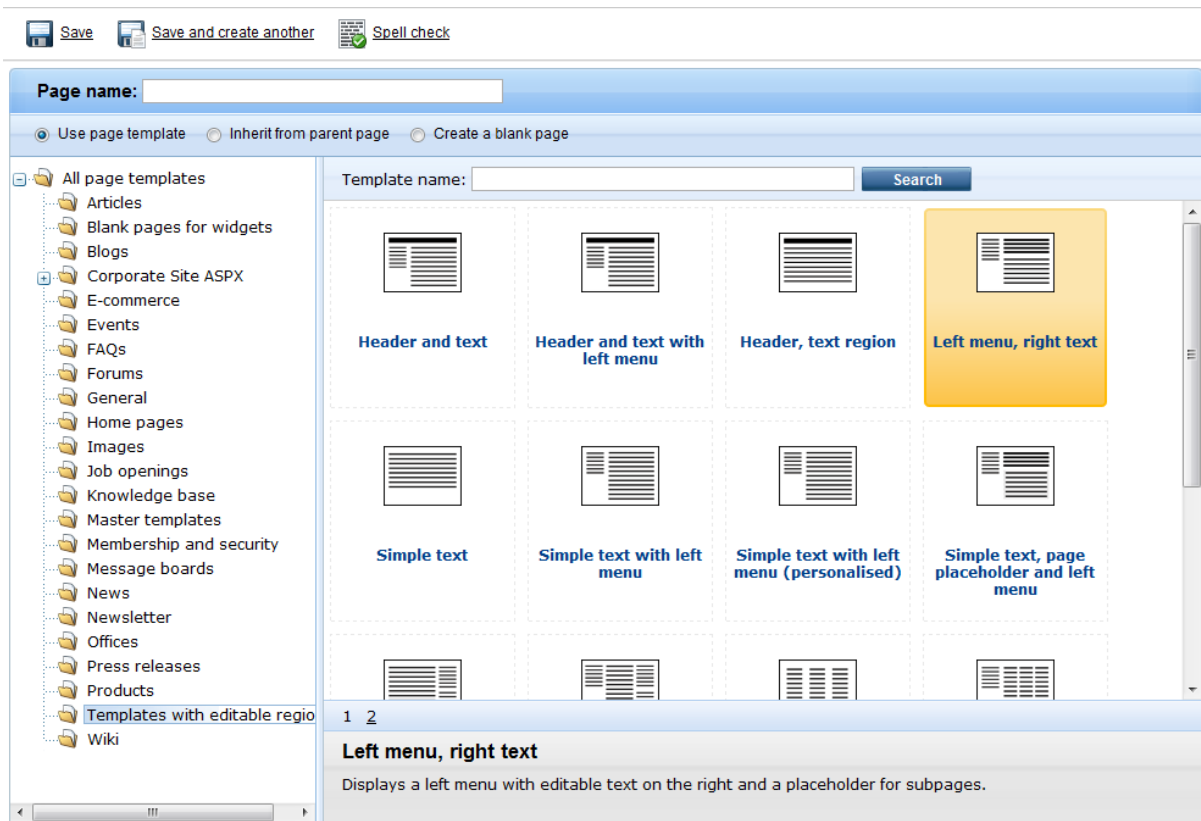 Save Save and create another Spell check
Page name:
Use page template Inherit from parent page Create a blank page
All page templates
Articles
Blank pages for widgets
Blogs
Corporate Site ASPX
E-commerce
Events
FAQs
Forums
General
Home pages
Images
Job openings
Knowledge base
Master templates
Membership and security
Message boards
News
Newsletter
Offices
Press releases
Products
Templates with editable regio
Wiki
Template name: Search
Header and text
Header and text with
left menu
Header, text region
Left menu, right text
Simple text
Simple text with left
menu
Simple text with left
menu (personalised)
Simple text, page
placeholder and left
menu
1 2
Left menu, right text
Displays a left menu with editable text on the right and a placeholder for subpages.